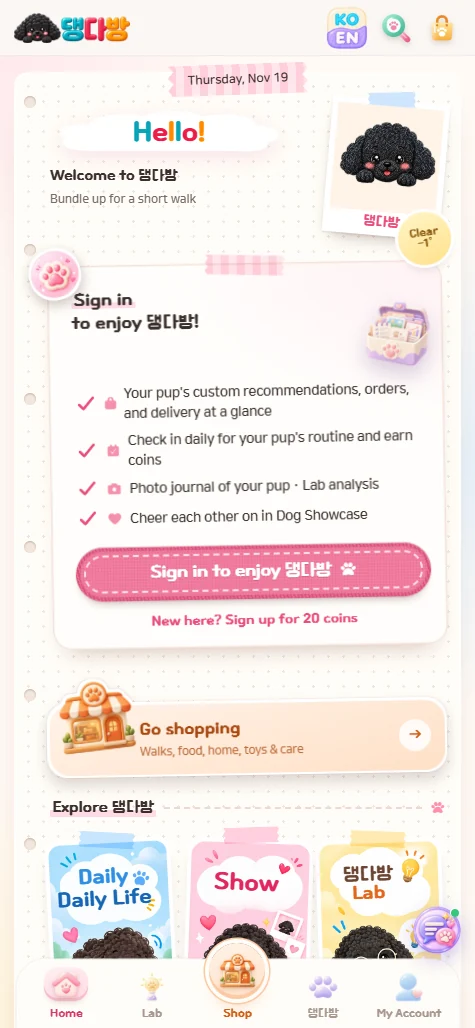 댕다방
KO
EN
Thursday, Nov 19
Hello!
Welcome to 댕다방
Bundle up for a short walk
댕다방
Clear
-1°
Sign in
to enjoy 댕다방!
Your pup's custom recommendations, orders,
and delivery at a glance
Check in daily for your pup's routine and earn
coins
Photo journal of your pup · Lab analysis
Cheer each other on in Dog Showcase
Sign in to enjoy 댕다방
New here? Sign up for 20 coins
Go shopping
Walks, food, home, toys & care
Explore 댕다방
Daily
Daily Life
Show
댕다방
Lab
Home
Lab
Shop
댕다방
My Account